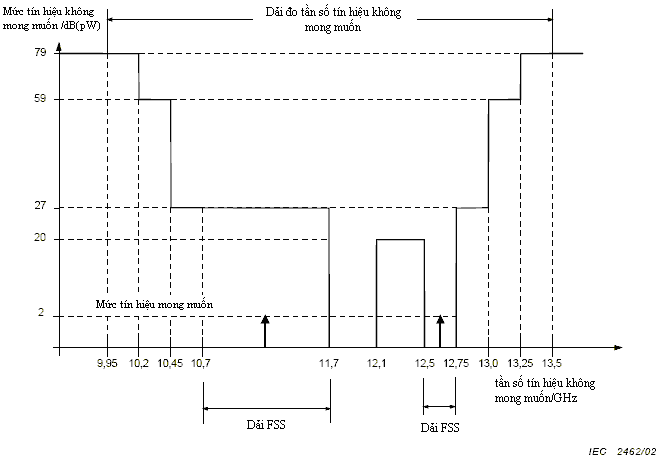 Mức tín hiệu không
mong muốn /dB(pW)
Dải đo tần số tín hiệu không
mong muốn
79
59
27
20
Mức tín hiệu mong muốn
2
9,95 10,2 10,45 10,7 11,7 12,1 12,5 12,75 13,0 13,25 13,5
tần số tín hiệu không
mong muốn/GHz
Dải FSS
Dải FSS
IEC 2462/02